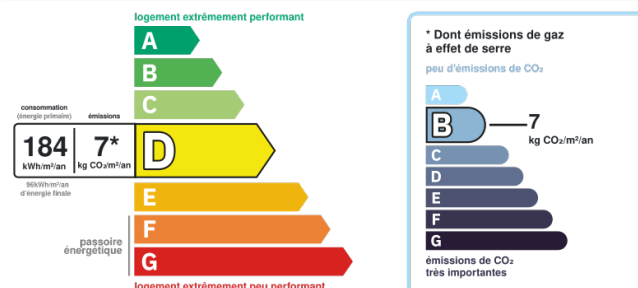 logement extrêmement performant
A
B
C
consommation
(énergie primaire)
émissions
184
kWh/m²/an
7*
kg CO₂/m²/an
D
96kWh/m²/an
d'énergie finale
E
F
G
passoire
énergétique
logement extrêmement peu performant
* Dont émissions de gaz
à effet de serre
peu d'émissions de CO₂
A
B
7
kg CO₂/m²/an
C
D
E
F
G
émissions de CO₂
très importantes